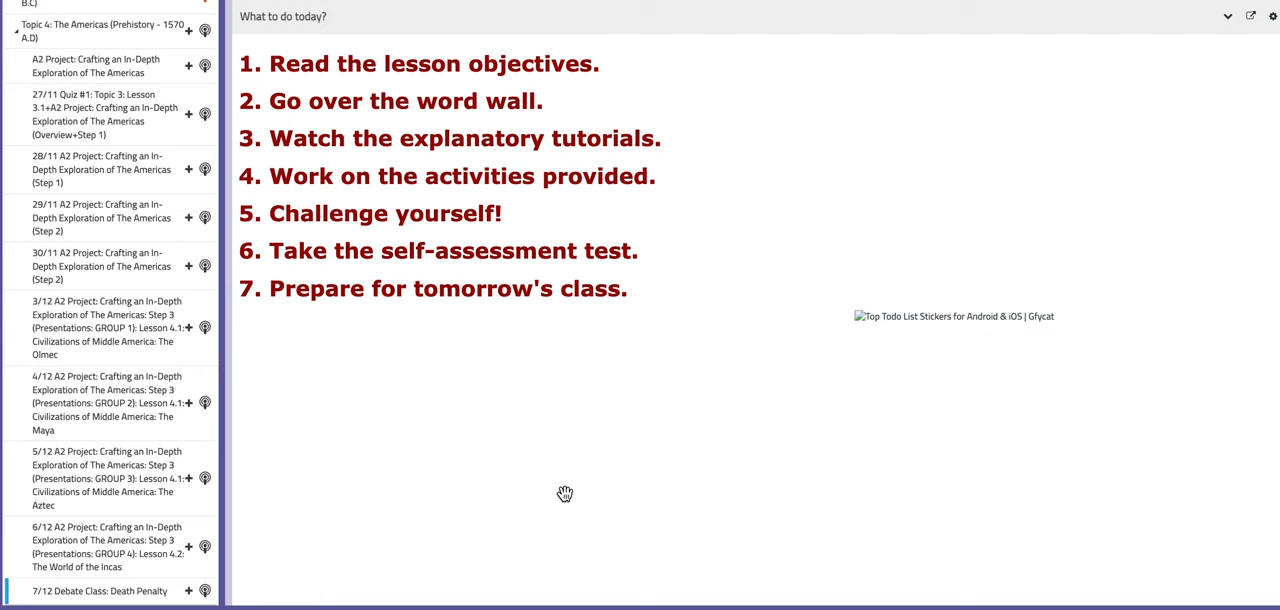 B.C)
Topic 4: The Americas (Prehistory - 1570
A.D)
A2 Project: Crafting an In-Depth
Exploration of The Americas
27/11 Quiz #1: Topic 3: Lesson
3.1+A2 Project: Crafting an In-Depth
Exploration of The Americas
(Overview+Step 1)
28/11 A2 Project: Crafting an In-
Depth Exploration of The Americas
(Step 1)
29/11 A2 Project: Crafting an In-
Depth Exploration of The Americas
(Step 2)
30/11 A2 Project: Crafting an In-
Depth Exploration of The Americas
(Step 2)
3/12 A2 Project: Crafting an In-Depth
Exploration of The Americas: Step 3
(Presentations: GROUP 1): Lesson 4.1:
Civilizations of Middle America: The
Olmec
4/12 A2 Project: Crafting an In-Depth
Exploration of The Americas: Step 3
(Presentations: GROUP 2): Lesson 4.1:
Civilizations of Middle America: The
Maya
5/12 A2 Project: Crafting an In-Depth
Exploration of The Americas: Step 3
(Presentations: GROUP 3): Lesson 4.1:
Civilizations of Middle America: The
Aztec
6/12 A2 Project: Crafting an In-Depth
Exploration of The Americas: Step 3
(Presentations: GROUP 4): Lesson 4.2:
The World of the Incas
7/12 Debate Class: Death Penalty
What to do today?
1. Read the lesson objectives.
2. Go over the word wall.
3. Watch the explanatory tutorials.
4. Work on the activities provided.
5. Challenge yourself!
6. Take the self-assessment test.
7. Prepare for tomorrow's class.
Top Todo List Stickers for Android & iOS | Gfycat